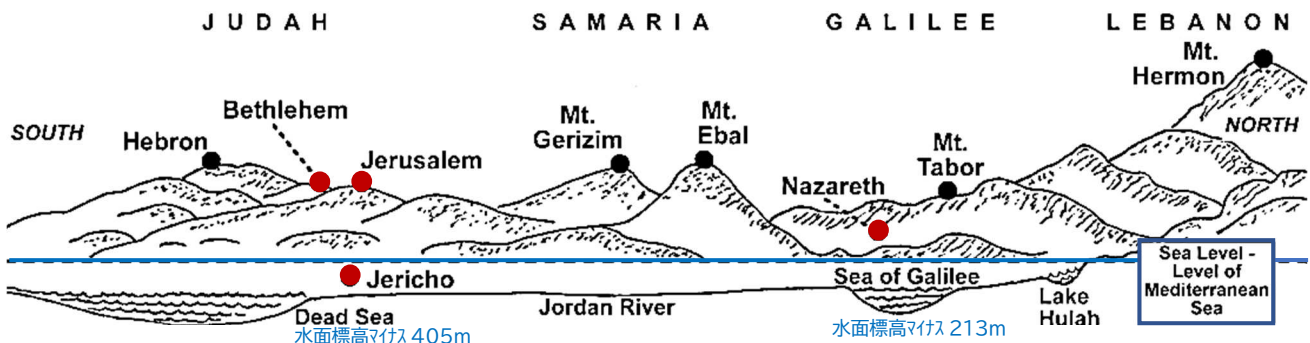 JUDAH
SAMARIA
GALILEE
LEBANON
Mt.
Hermon
Bethlehem
Mt.
Gerizim
Mt.
Ebal
SOUTH
Hebron
Jerusalem
Mt.
Tabor
NORTH
Nazareth
Jericho
Sea of Galilee
Sea Level -
Level of
Mediterranean
Sea
Dead Sea
Jordan River
Lake
Hulah
水面標高ﾏｲﾅｽ 405m
水面標高ﾏｲﾅｽ 213m